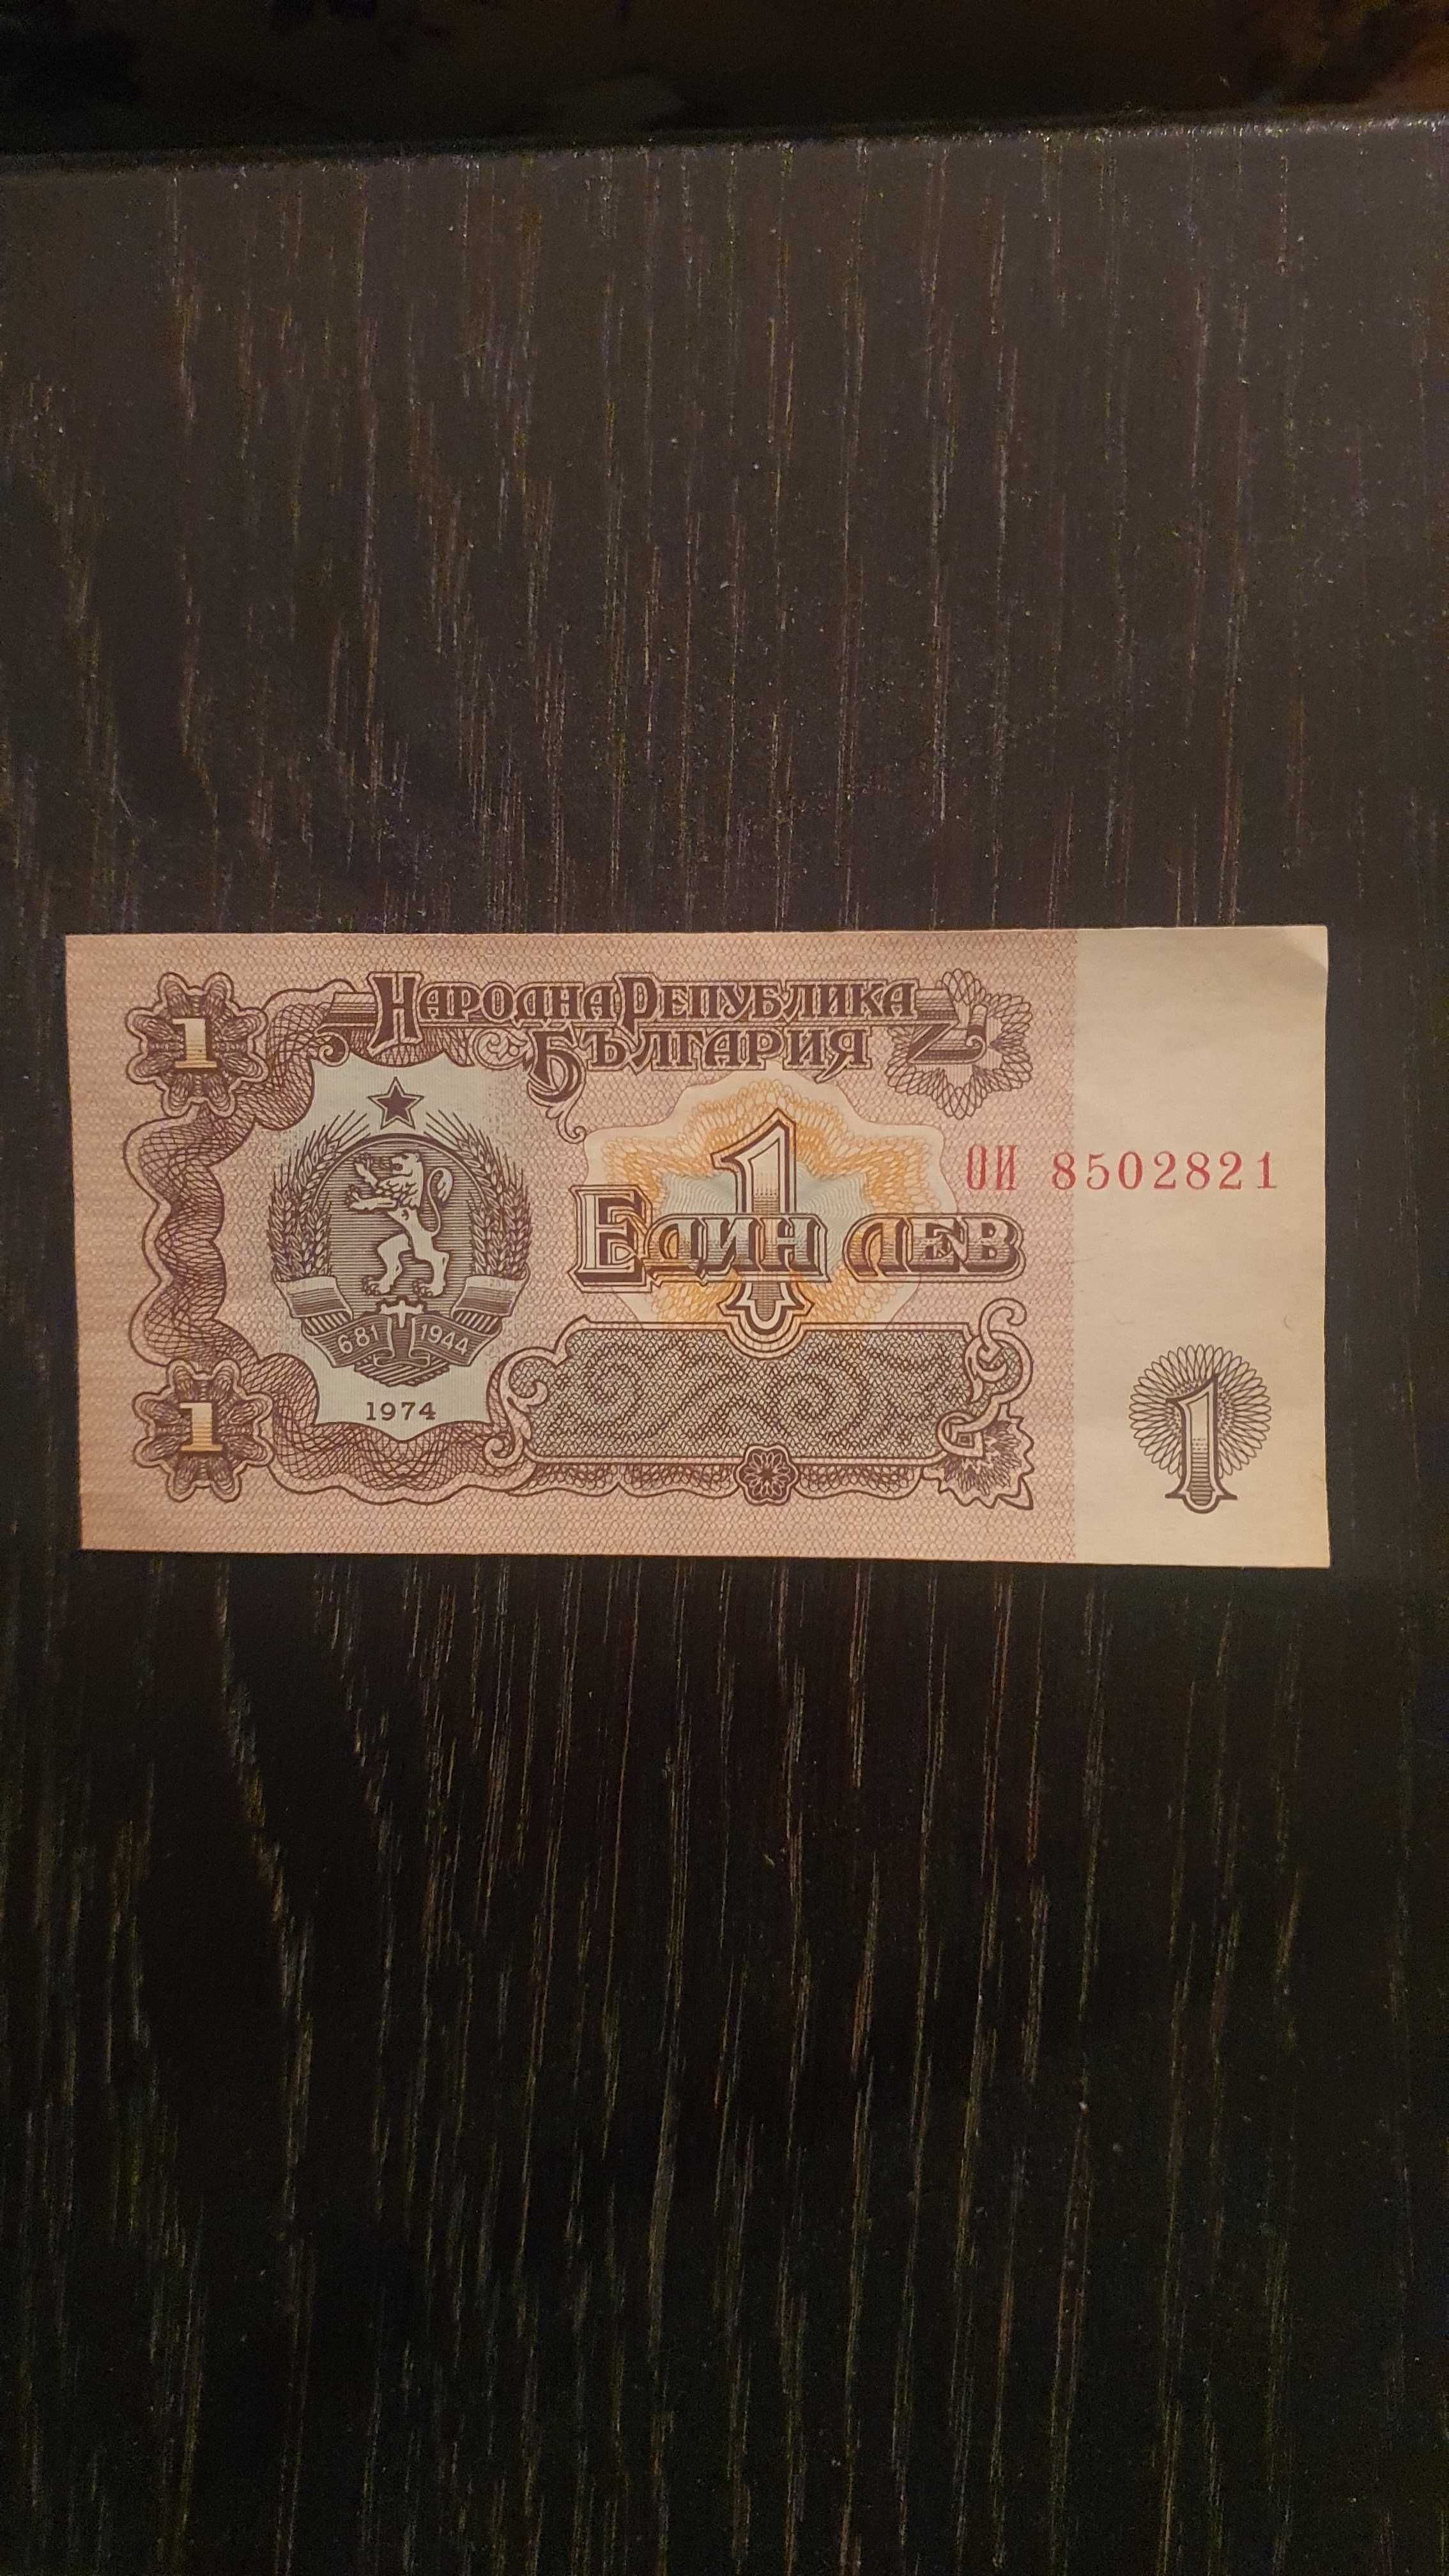 1 НАРОДНА РЕПУБЛИКА
БЪЛГАРИЯ
1
ОИ 8502821
ЕДИН ЛЕВ
681 1944
1974
1
1